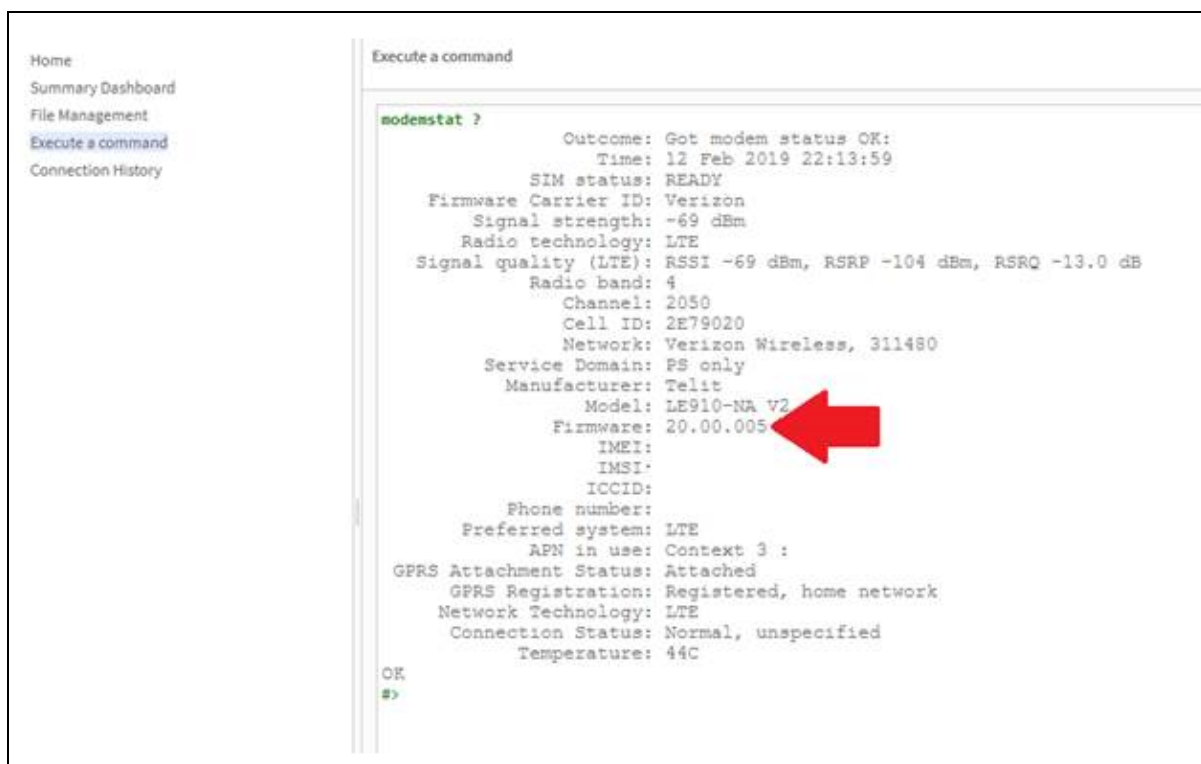 Home
Summary Dashboard
File Management
Execute a command
Connection History
Execute a command
modemstat ?
Outcome: Got modem status OK:
Time: 12 Feb 2019 22:13:59
SIM status: READY
Firmware Carrier ID: Verizon
Signal strength: -69 dBm
Radio technology: LTE
Signal quality (LTE): RSSI -69 dBm, RSRP -104 dBm, RSRQ -13.0 dB
Radio band: 4
Channel: 2050
Cell ID: 2E79020
Network: Verizon Wireless, 311480
Service Domain: PS only
Manufacturer: Telit
Model: LE910-NA V2
Firmware: 20.00.005
IMEI:
IMSI:
ICCID:
Phone number:
Preferred system: LTE
APN in use: Context 3 :
GPRS Attachment Status: Attached
GPRS Registration: Registered, home network
Network Technology: LTE
Connection Status: Normal, unspecified
Temperature: 44C
OK
#>